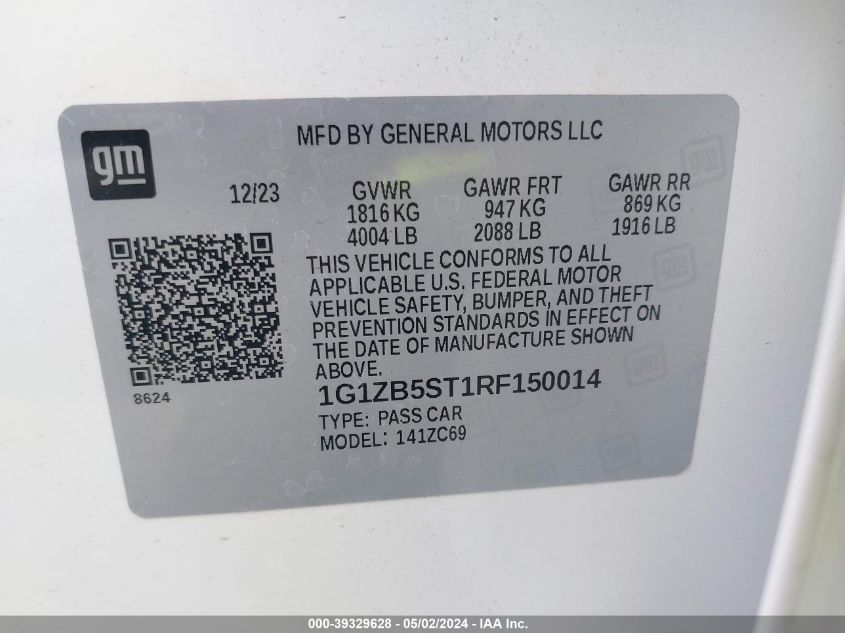 MFD BY GENERAL MOTORS LLC
gm
12/23
GVWR GAWR FRT GAWR RR
1816 KG 947 KG 869 KG
4004 LB 2088 LB 1916 LB
THIS VEHICLE CONFORMS TO ALL
APPLICABLE U.S. FEDERAL MOTOR
VEHICLE SAFETY, BUMPER, AND THEFT
PREVENTION STANDARDS IN EFFECT ON
THE DATE OF MANUFACTURE SHOWN
ABOVE.
8624
1G1ZB5ST1RF150014
TYPE: PASS CAR
MODEL: 141ZC69
000-39329628 - 05/02/2024 - IAA Inc.